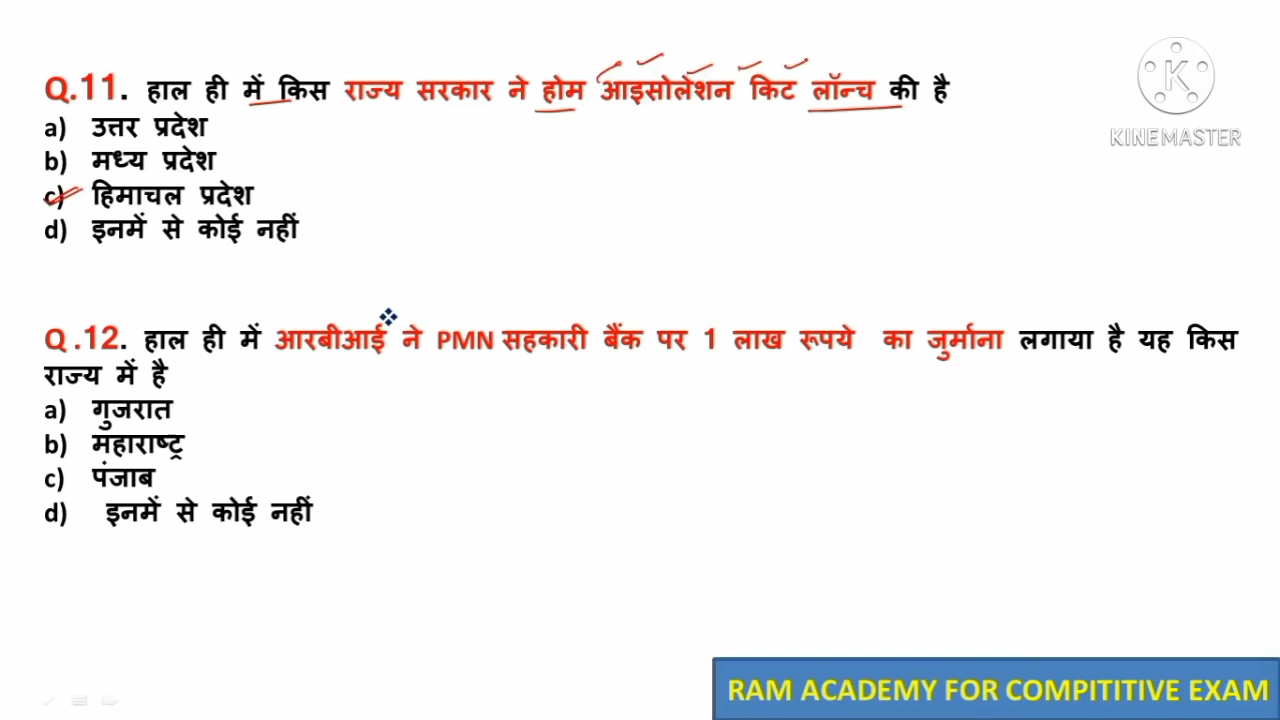 Q.11. हाल ही में किस राज्य सरकार ने होम आइसोलेशन किट लॉन्च की है
a) उत्तर प्रदेश
b) मध्य प्रदेश
c) हिमाचल प्रदेश
d) इनमें से कोई नहीं
KINEMASTER
Q .12. हाल ही में आरबीआई ने PMN सहकारी बैंक पर 1 लाख रूपये का जुर्माना लगाया है यह किस
राज्य में है
a) गुजरात
b) महाराष्ट्र
c) पंजाब
d) इनमें से कोई नहीं
RAM ACADEMY FOR COMPITITIVE EXAM